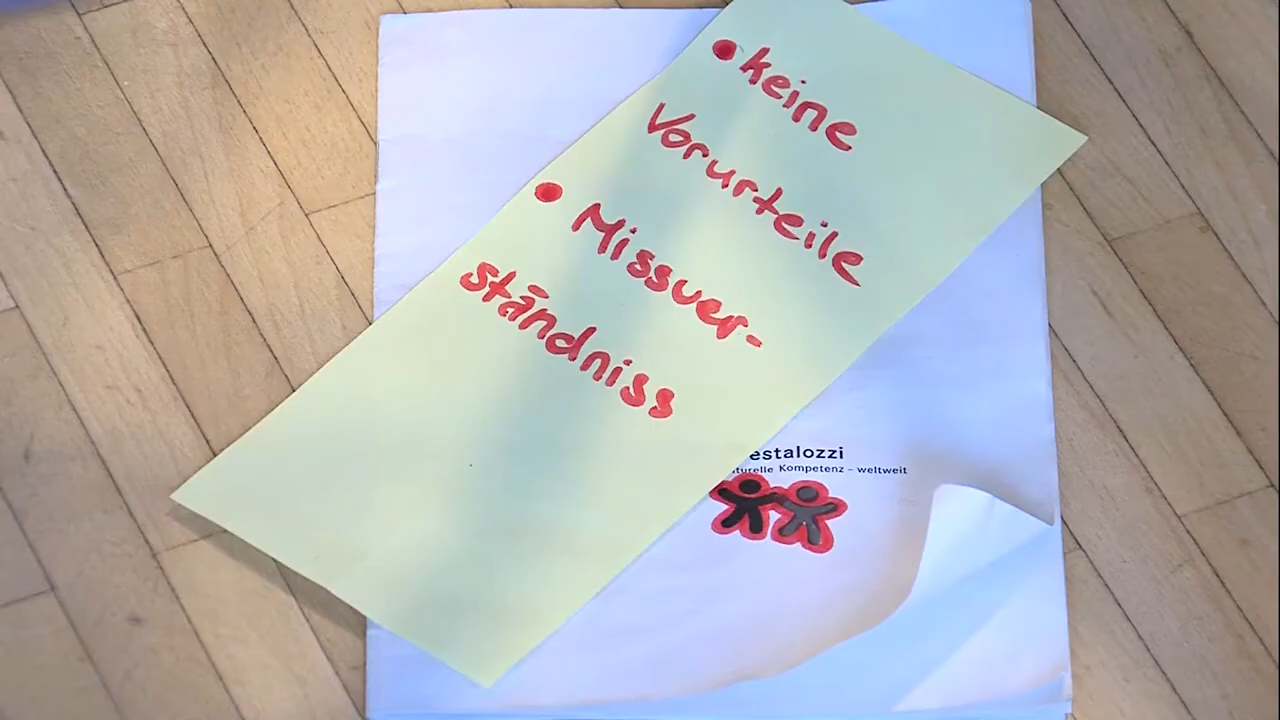 • keine
Vorurteile
• Missver-
ständniss
estalozzi
turelle Kompetenz – weltweit